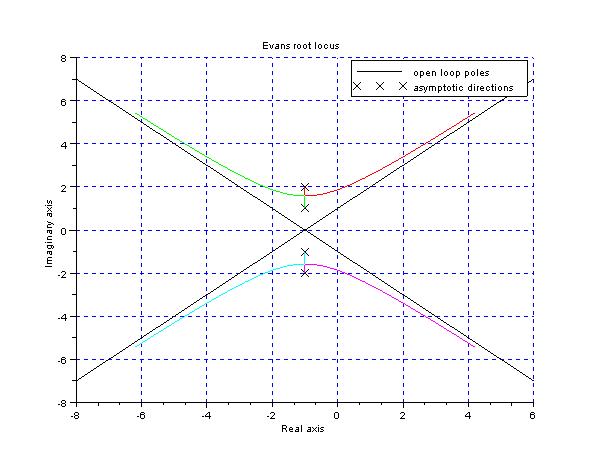 Evans root locus
8
open loop poles
asymptotic directions
6
4
2
0
-2
-4
-6
-8
Imaginary axis
-8 -6 -4 -2 0 2 4 6
Real axis